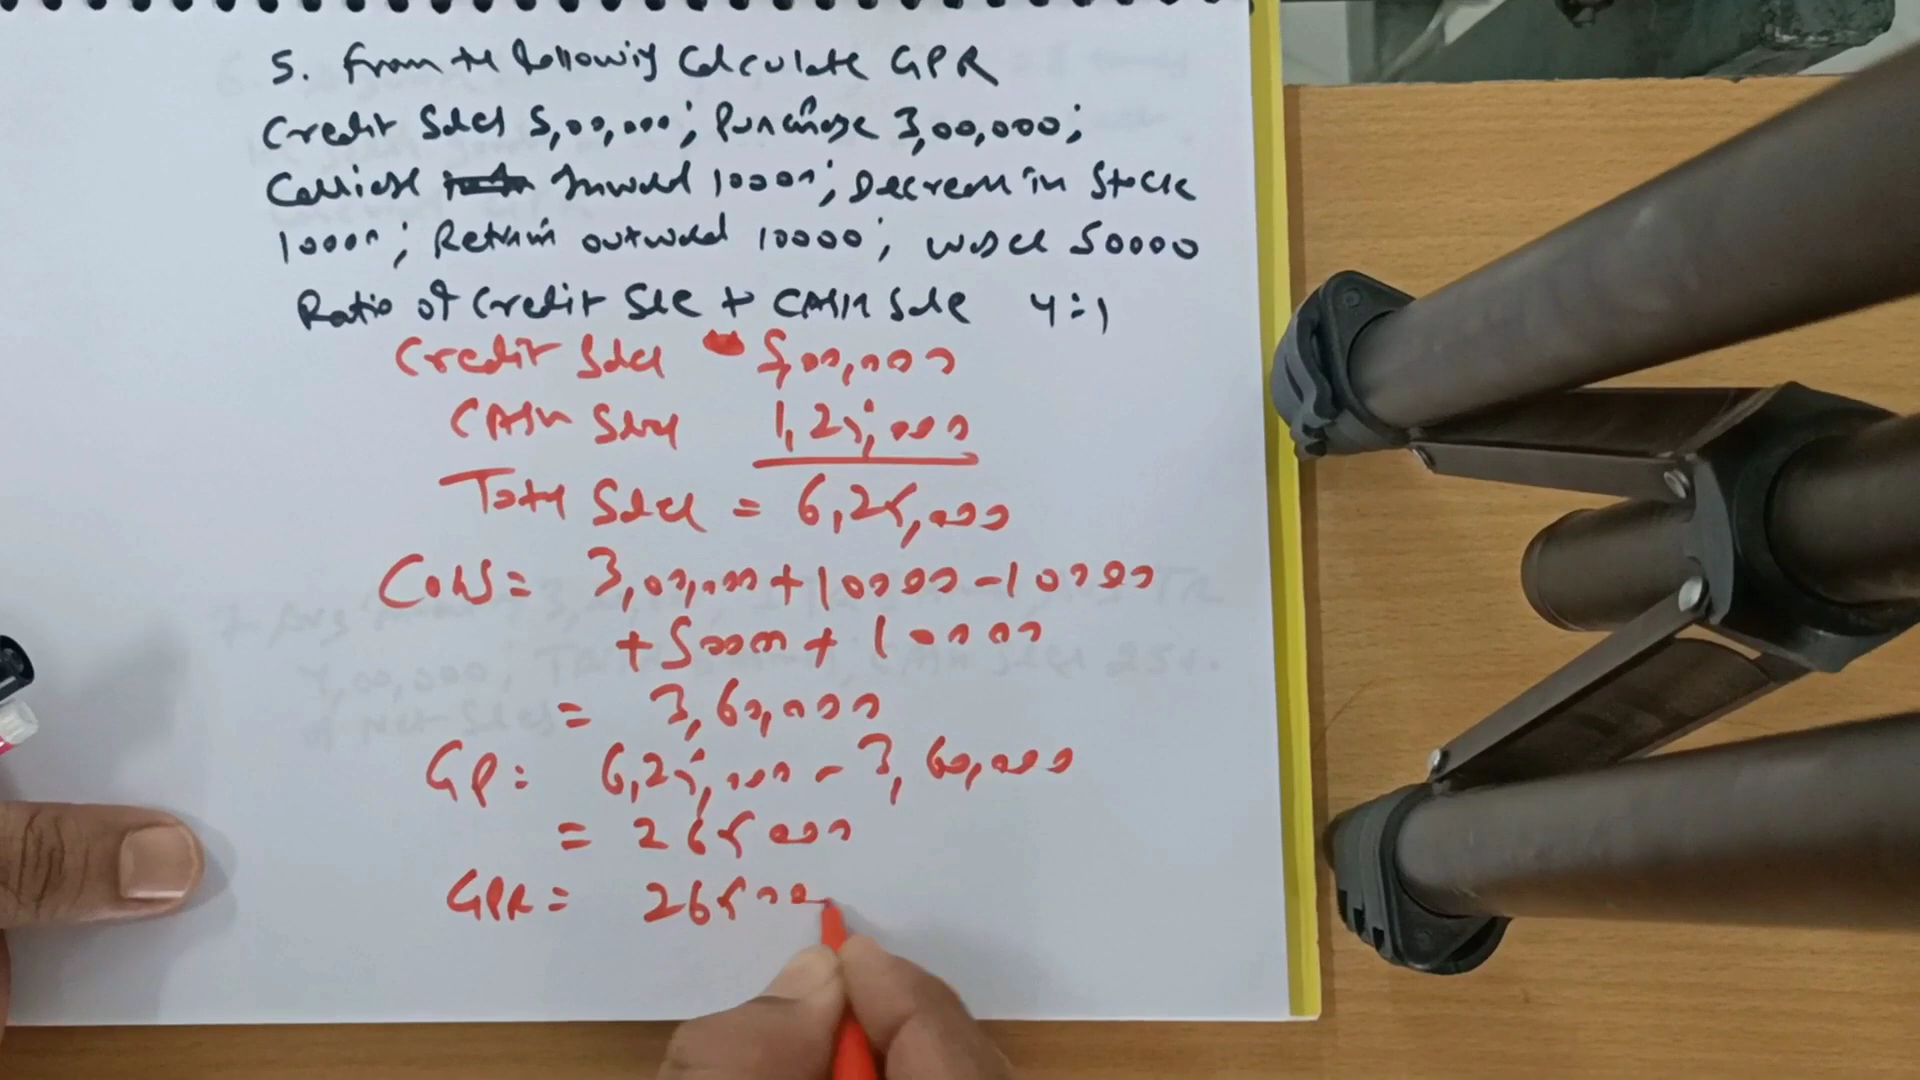 5. From the following Calculate GPR
Credit Sales 5,00,000; Purchase 3,00,000;
Carriage Inward 10000; Decrease in Stock
10000; Return outward 10000; wages 50000
Ratio of Credit Sale & CASH Sale 4:1
Credit Sales 5,00,000
CASH Sales 1,25,000
Total Sales = 6,25,000
COGS = 3,00,000 + 10000 - 10000
+ 50000 + 10000
= 3,60,000
GP = 6,25,000 - 3,60,000
= 265000
GPR = 26500